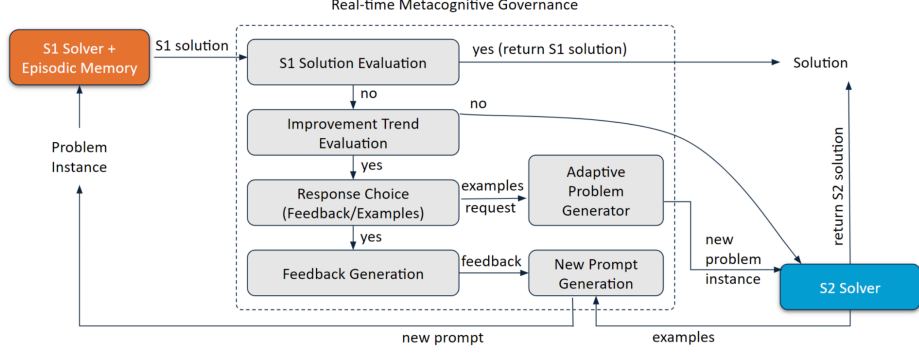 Real-time Metacognitive Governance
S1 Solver +
Episodic Memory
S1 solution
S1 Solution Evaluation
yes (return S1 solution)
Solution
no
no
Improvement Trend
Evaluation
Problem
Instance
yes
Response Choice
(Feedback/Examples)
examples
request
Adaptive
Problem
Generator
return S2 solution
yes
new
problem
instance
Feedback Generation
feedback
New Prompt
Generation
S2 Solver
new prompt
examples